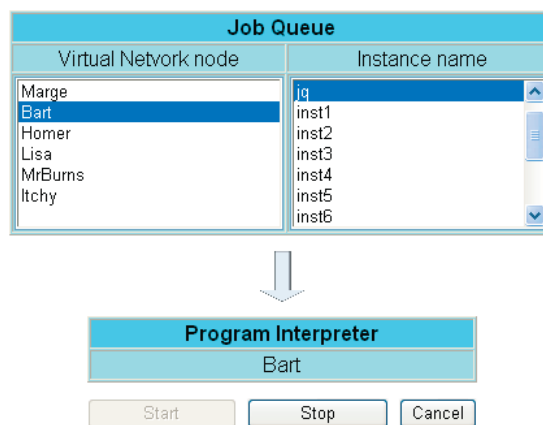 Job Queue
Virtual Network node
Instance name
Marge
Bart
Homer
Lisa
MrBurns
Itchy
jq
inst1
inst2
inst3
inst4
inst5
inst6
Program Interpreter
Bart
Start
Stop
Cancel